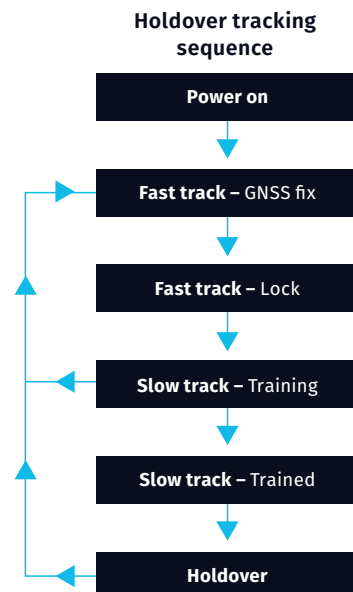 Holdover tracking
sequence
Power on
Fast track – GNSS fix
Fast track – Lock
Slow track – Training
Slow track – Trained
Holdover